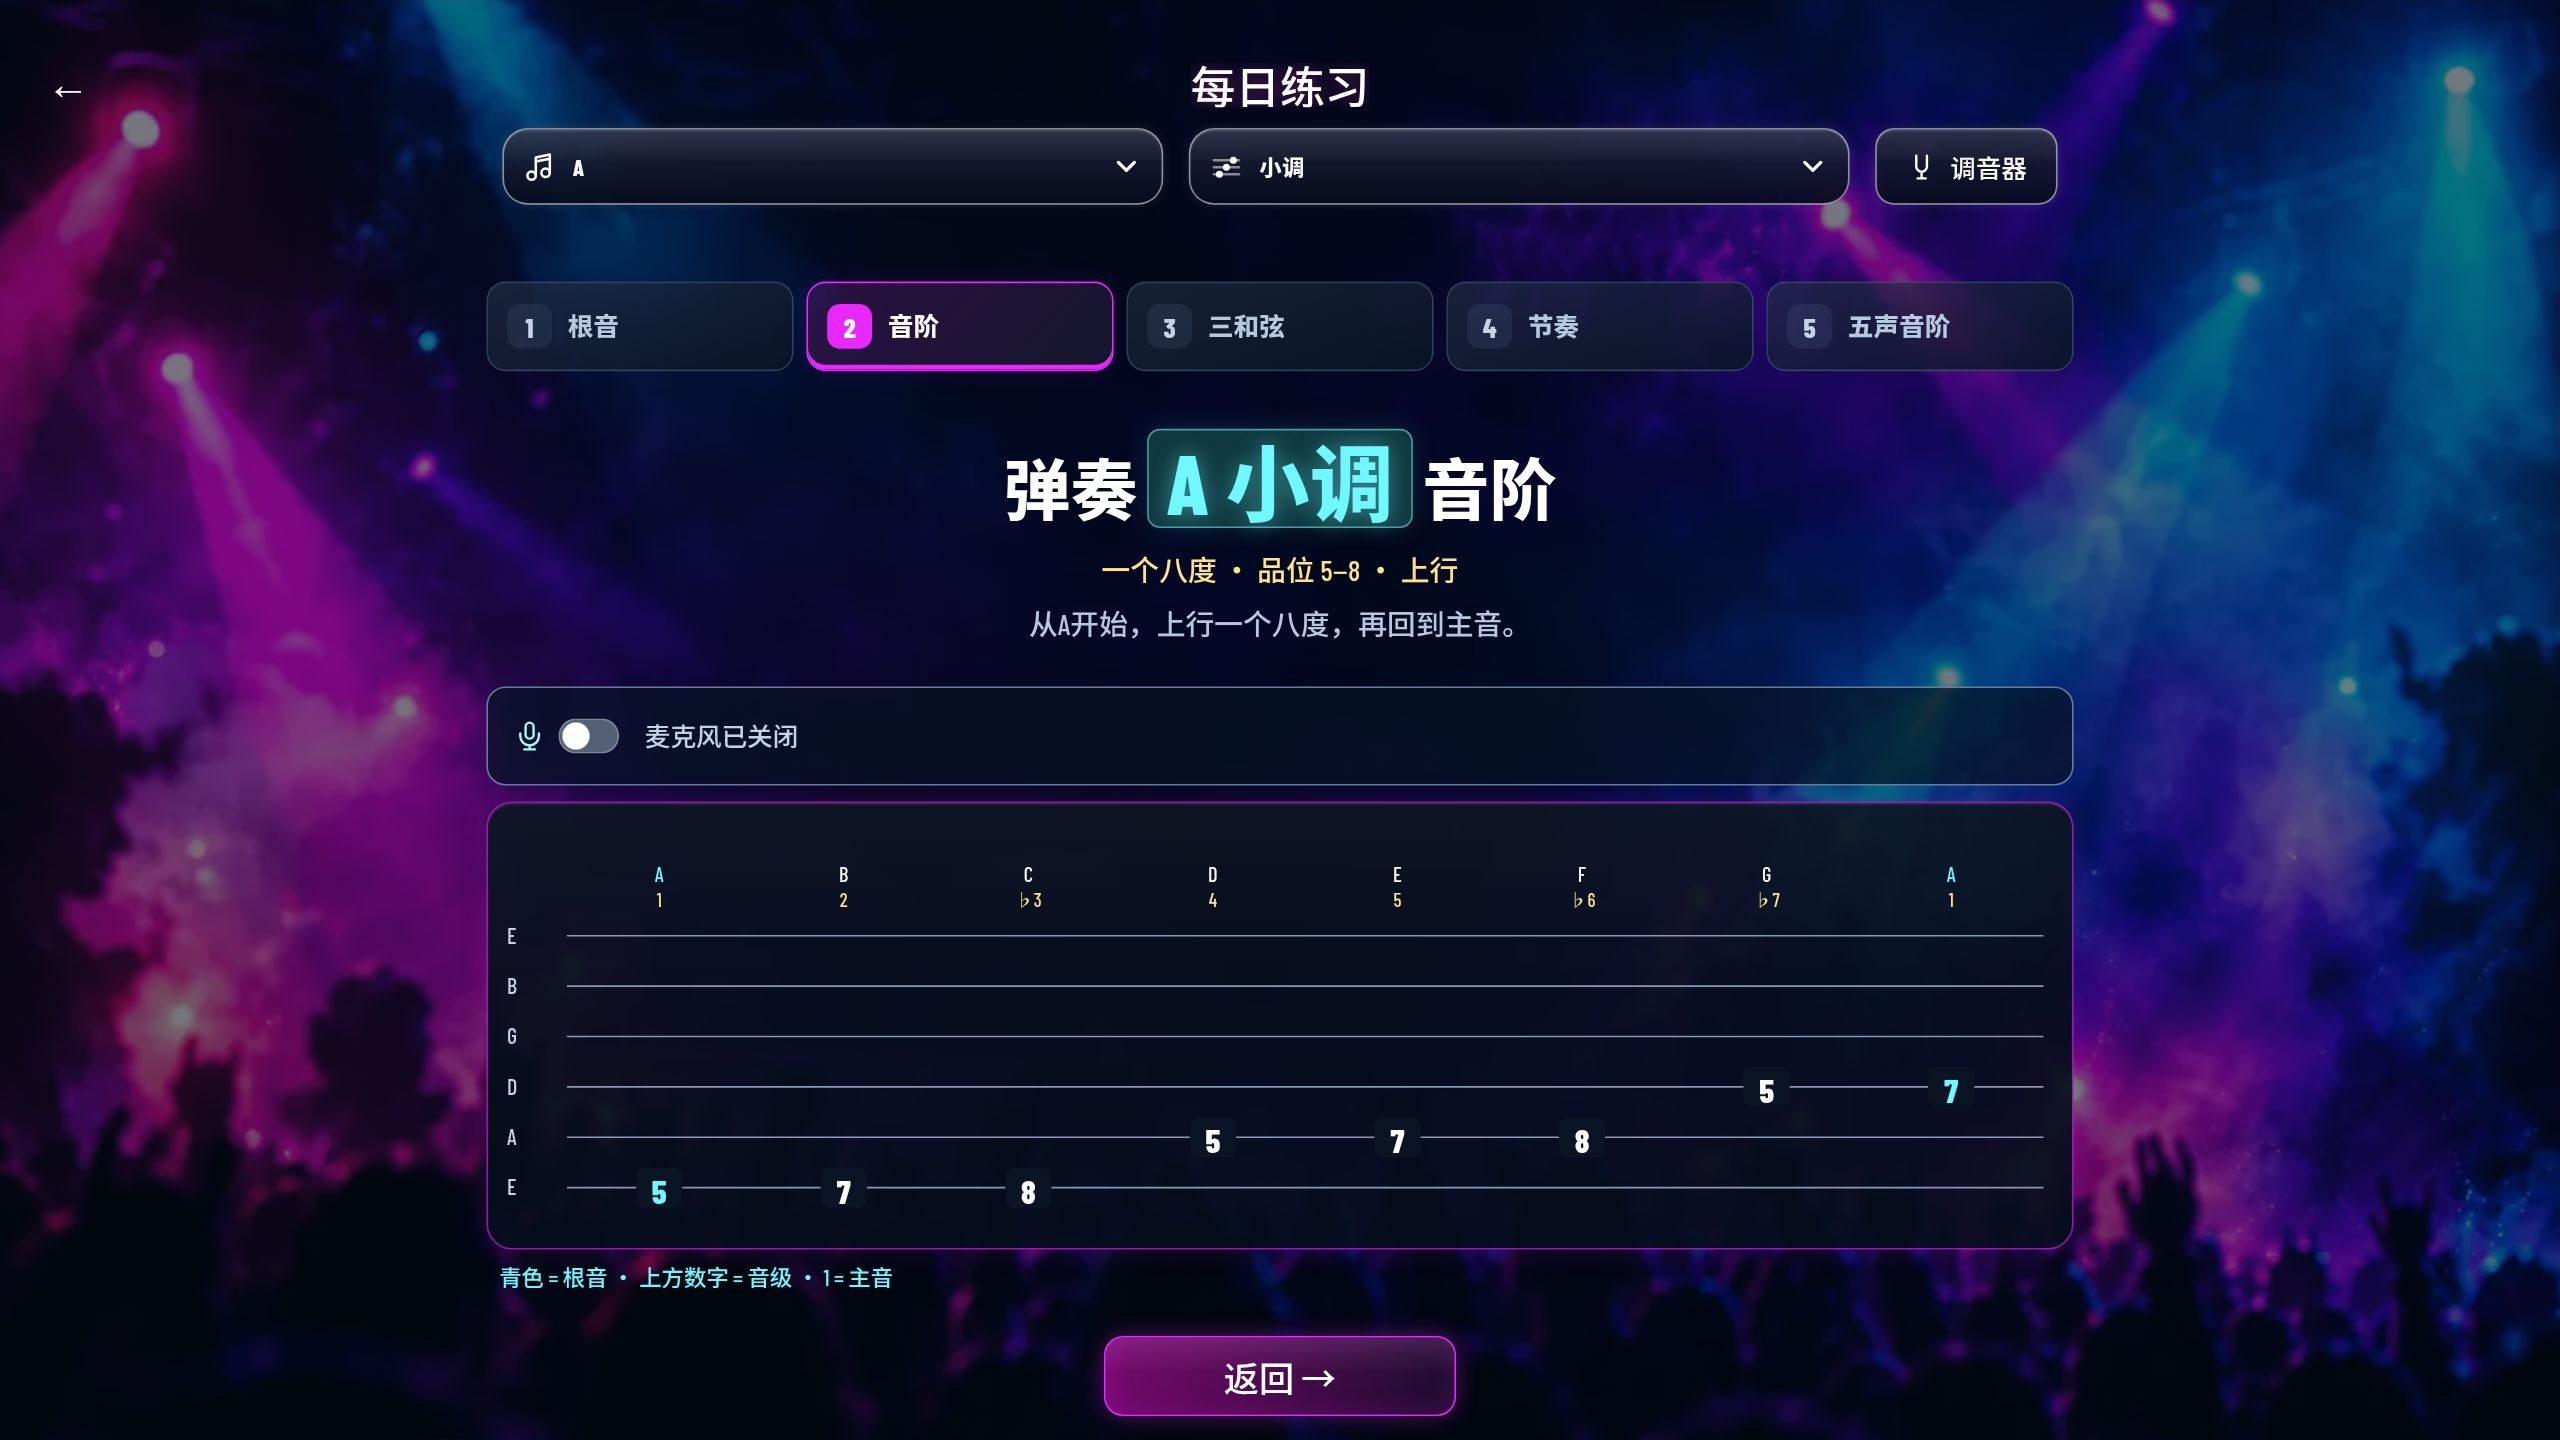 ←
每日练习
A
小调
调音器
1 根音
2 音阶
3 三和弦
4 节奏
5 五声音阶
弹奏 A 小调 音阶
一个八度 • 品位 5–8 • 上行
从A开始，上行一个八度，再回到主音。
麦克风已关闭
A B C D E F G A
1 2 ♭3 4 5 ♭6 ♭7 1
E
B
G
D 5 7
A 5 7 8
E 5 7 8
青色 = 根音 • 上方数字 = 音级 • 1 = 主音
返回 →